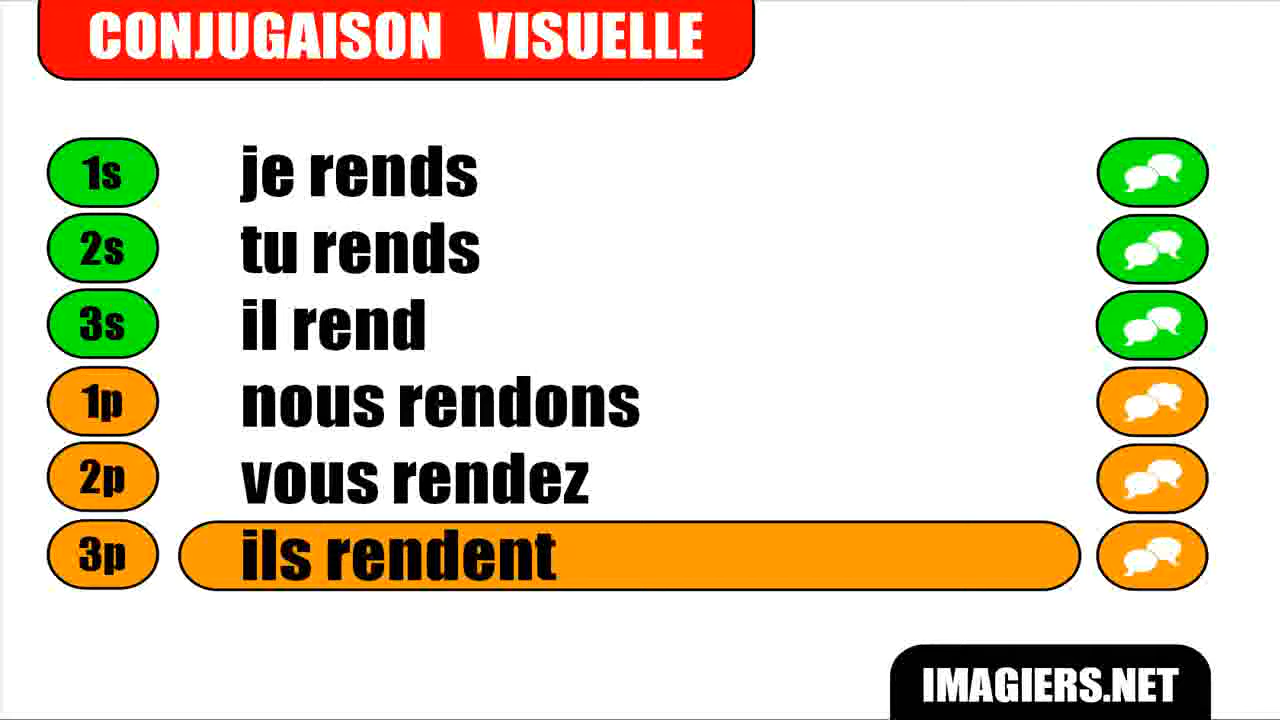 CONJUGAISON VISUELLE
1s je rends
2s tu rends
3s il rend
1p nous rendons
2p vous rendez
3p ils rendent
IMAGIERS.NET